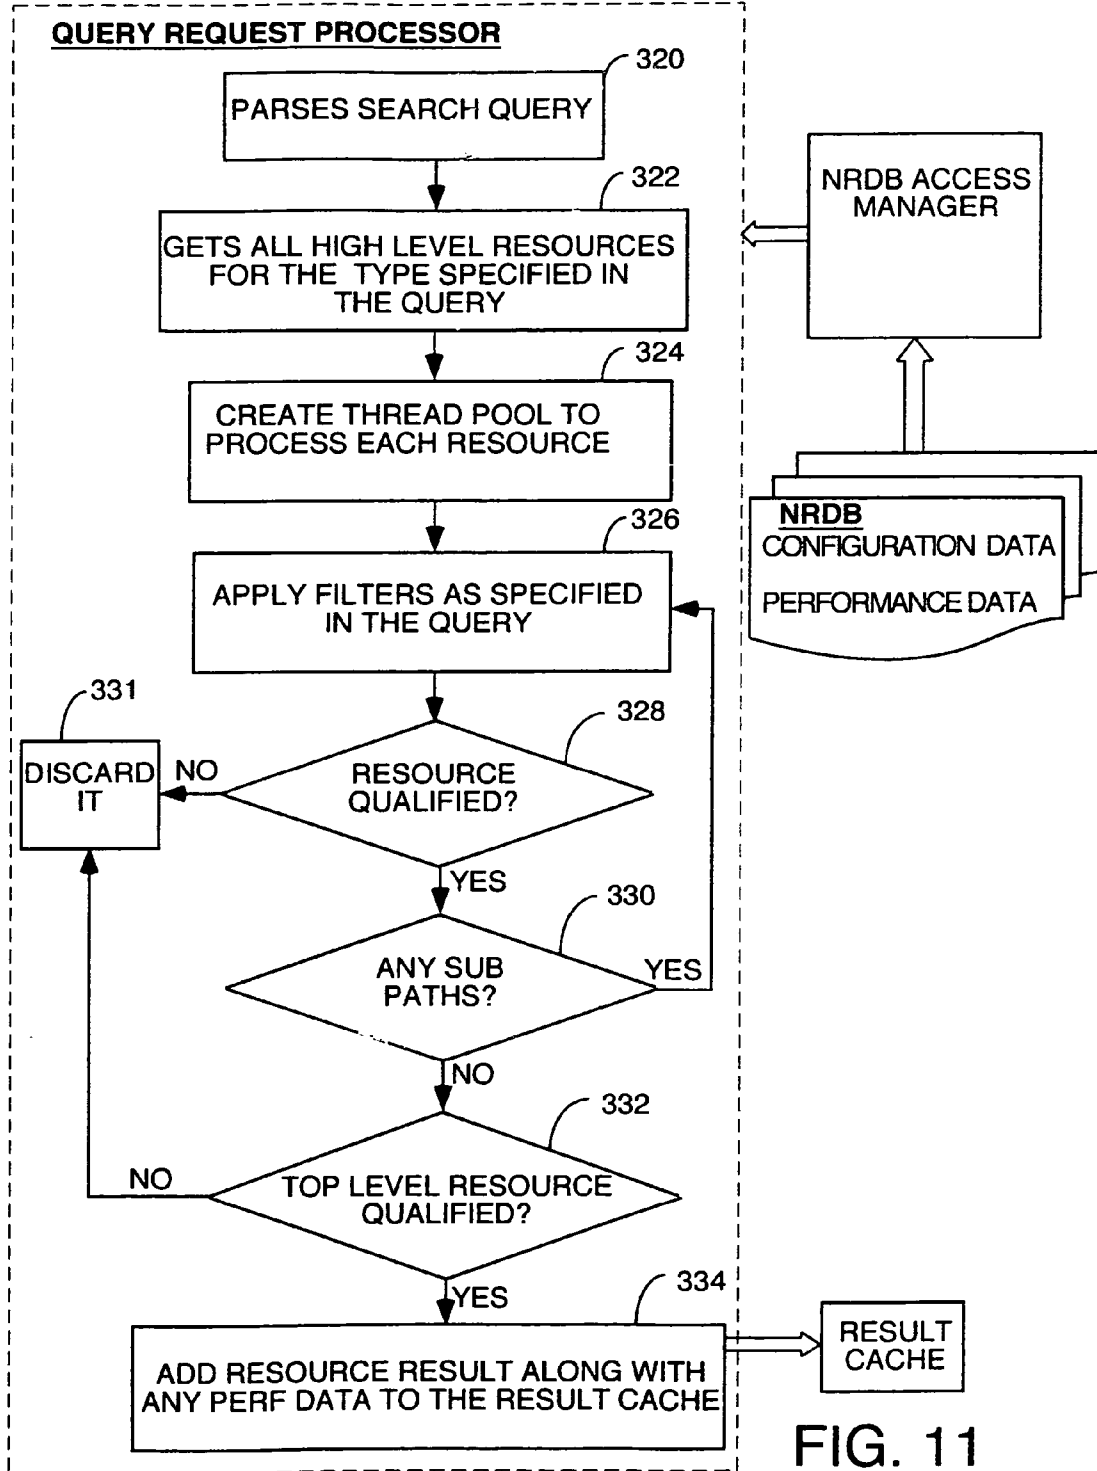 QUERY REQUEST PROCESSOR
320
PARSES SEARCH QUERY
322
GETS ALL HIGH LEVEL RESOURCES
FOR THE TYPE SPECIFIED IN
THE QUERY
NRDB ACCESS
MANAGER
324
CREATE THREAD POOL TO
PROCESS EACH RESOURCE
326
APPLY FILTERS AS SPECIFIED
IN THE QUERY
NRDB
CONFIGURATION DATA
PERFORMANCE DATA
331
DISCARD
IT
NO
328
RESOURCE
QUALIFIED?
YES
330
ANY SUB
PATHS?
YES
NO
332
TOP LEVEL RESOURCE
QUALIFIED?
NO
YES
334
ADD RESOURCE RESULT ALONG WITH
ANY PERF DATA TO THE RESULT CACHE
RESULT
CACHE
FIG. 11